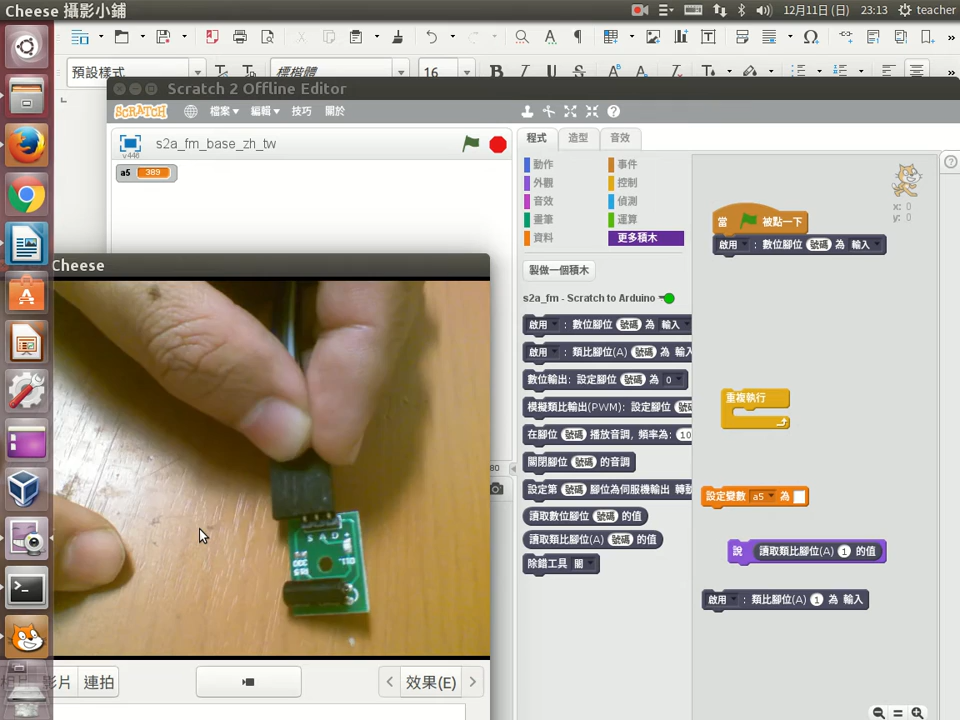 Cheese 攝影小舖
12月11日 (日) 23:13 teacher
預設樣式
標楷體
16
Scratch 2 Offline Editor
SCRATCH 檔案 編輯 技巧 關於
s2a_fm_base_zh_tw
v446
a5 389
程式 造型 音效
動作 事件
外觀 控制
音效 偵測
畫筆 運算
資料 更多積木
製做一個積木
s2a_fm - Scratch to Arduino
啟用 : 數位腳位 號碼 為 輸入
啟用 : 類比腳位(A) 號碼 為 輸入
數位輸出: 設定腳位 號碼 為 0
模擬類比輸出(PWM): 設定腳位
在腳位 號碼 播放音調, 頻率為: 10
關閉腳位 號碼 的音調
設定第 號碼 腳位為伺服機輸出 轉動
讀取數位腳位 號碼 的值
讀取類比腳位(A) 號碼 的值
除錯工具 關
x: 0
y: 0
當 被點一下
啟用 : 數位腳位 號碼 為 輸入
重複執行
設定變數 a5 為
說 讀取類比腳位(A) 1 的值
啟用 : 類比腳位(A) 1 為 輸入
Cheese
影片 連拍
效果(E)